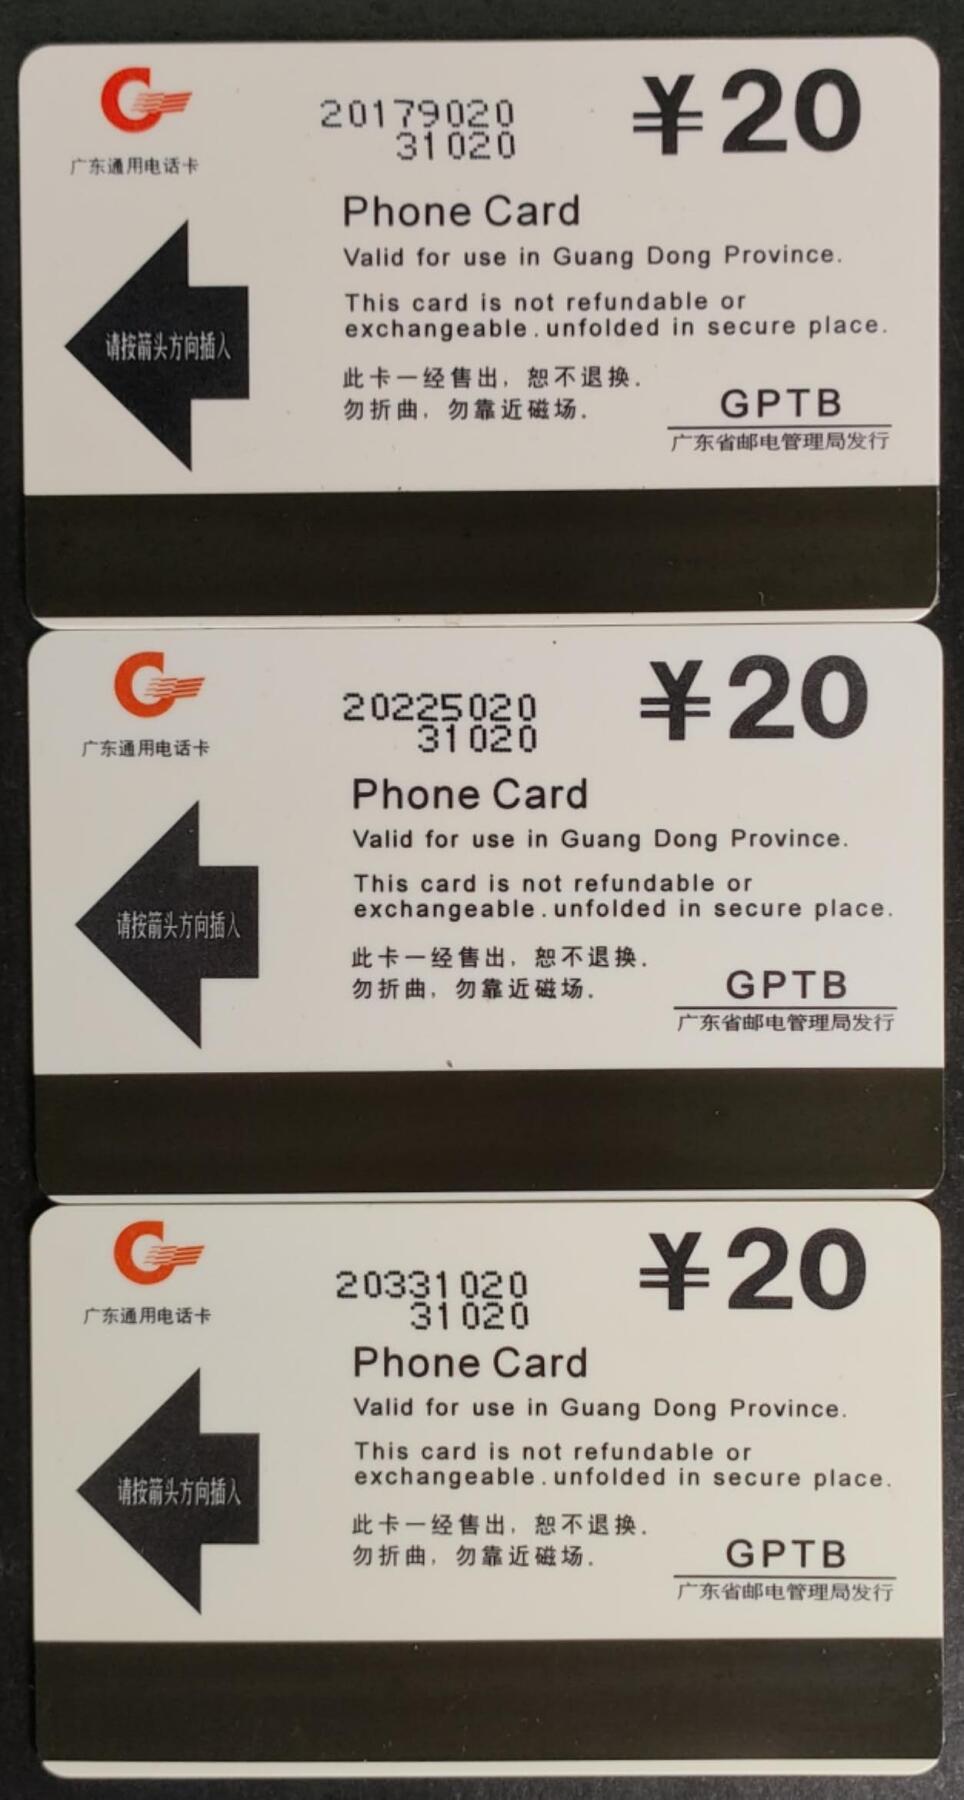 20179020
31020
¥20
广东通用电话卡
Phone Card
Valid for use in Guang Dong Province.
This card is not refundable or
exchangeable.unfolded in secure place.
请按箭头方向插入
此卡一经售出，恕不退换．
勿折曲，勿靠近磁场．
GPTB
广东省邮电管理局发行
20225020
31020
¥20
广东通用电话卡
Phone Card
Valid for use in Guang Dong Province.
This card is not refundable or
exchangeable.unfolded in secure place.
请按箭头方向插入
此卡一经售出，恕不退换．
勿折曲，勿靠近磁场．
GPTB
广东省邮电管理局发行
20331020
31020
¥20
广东通用电话卡
Phone Card
Valid for use in Guang Dong Province.
This card is not refundable or
exchangeable.unfolded in secure place.
请按箭头方向插入
此卡一经售出，恕不退换．
勿折曲，勿靠近磁场．
GPTB
广东省邮电管理局发行